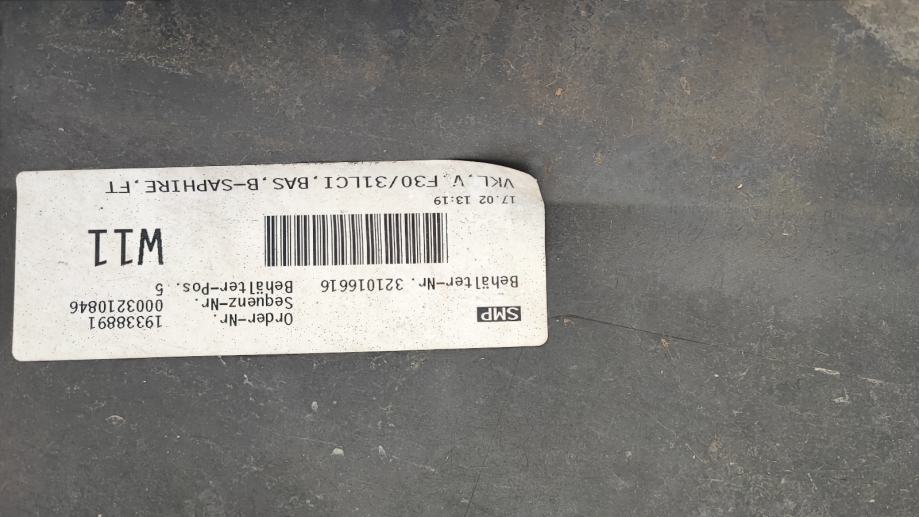 SMP
Order-Nr. 19338891
Sequenz-Nr. 0003210846
Behälter-Nr. 321016616 Behälter-Pos. 5
W11
17.02 13:19
VKL.V.F30/31LCI.BAS.B-SAPHIRE.FT